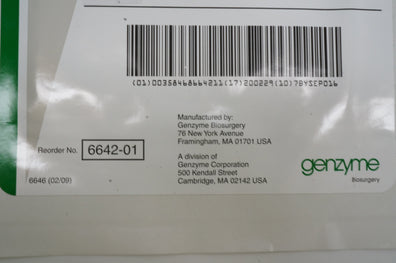 (01)00358468664211(17)200229(10)7BYSEP016
Manufactured by:
Genzyme Biosurgery
76 New York Avenue
Framingham, MA 01701 USA
Reorder No. 6642-01
A division of
Genzyme Corporation
500 Kendall Street
Cambridge, MA 02142 USA
genzyme
Biosurgery
6646 (02/09)